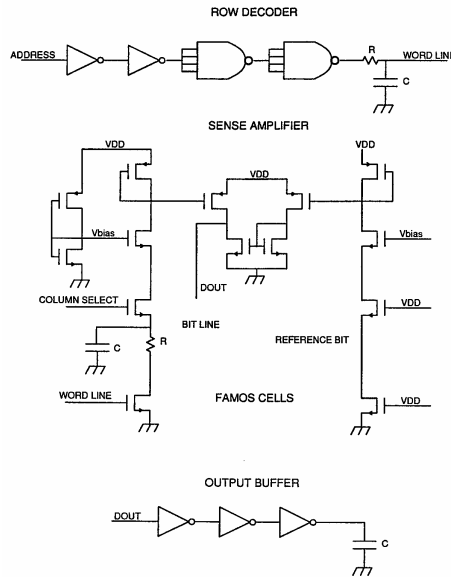 ROW DECODER
ADDRESS
R
WORD LINE
C
SENSE AMPLIFIER
VDD
VDD
VDD
Vbias
Vbias
COLUMN SELECT
DOUT
VDD
BIT LINE
C
R
REFERENCE BIT
WORD LINE
FAMOS CELLS
VDD
OUTPUT BUFFER
DOUT
C